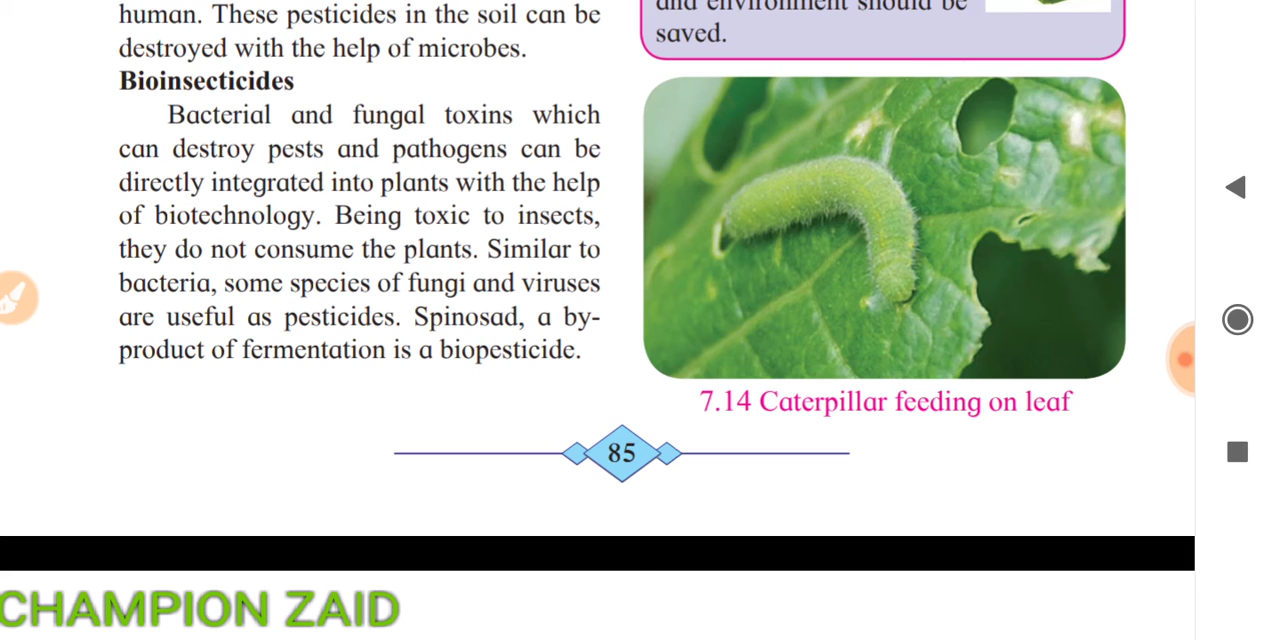 human. These pesticides in the soil can be
destroyed with the help of microbes.
Bioinsecticides
Bacterial and fungal toxins which
can destroy pests and pathogens can be
directly integrated into plants with the help
of biotechnology. Being toxic to insects,
they do not consume the plants. Similar to
bacteria, some species of fungi and viruses
are useful as pesticides. Spinosad, a by-
product of fermentation is a biopesticide.
and environment should be
saved.
7.14 Caterpillar feeding on leaf
85
CHAMPION ZAID